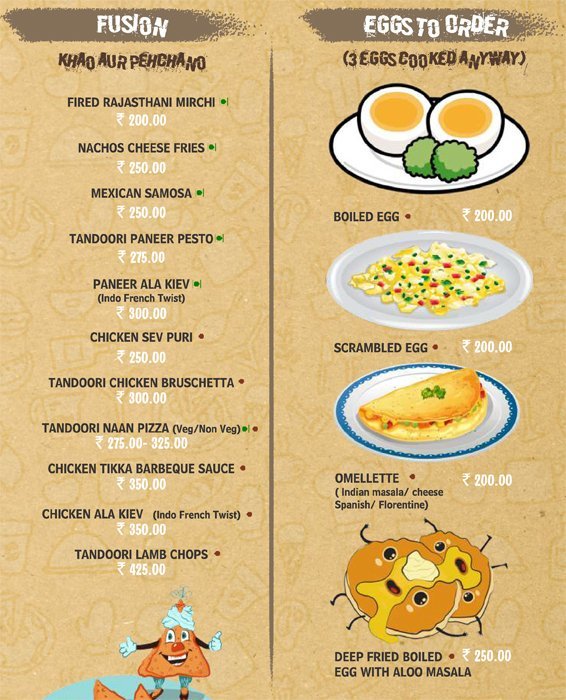 FUSION
KHAO AUR PEHCHANO
FIRED RAJASTHANI MIRCHI
₹ 200.00
NACHOS CHEESE FRIES
₹ 250.00
MEXICAN SAMOSA
₹ 250.00
TANDOORI PANEER PESTO
₹ 275.00
PANEER ALA KIEV
(Indo French Twist)
₹ 300.00
CHICKEN SEV PURI
₹ 250.00
TANDOORI CHICKEN BRUSCHETTA
₹ 300.00
TANDOORI NAAN PIZZA (Veg/Non Veg)
₹ 275.00- 325.00
CHICKEN TIKKA BARBEQUE SAUCE
₹ 350.00
CHICKEN ALA KIEV (Indo French Twist)
₹ 350.00
TANDOORI LAMB CHOPS
₹ 425.00
EGGS TO ORDER
(3 EGGS COOKED ANYWAY)
BOILED EGG ₹ 200.00
SCRAMBLED EGG ₹ 200.00
OMELLETTE ₹ 200.00
( Indian masala/ cheese
Spanish/ Florentine)
DEEP FRIED BOILED ₹ 250.00
EGG WITH ALOO MASALA